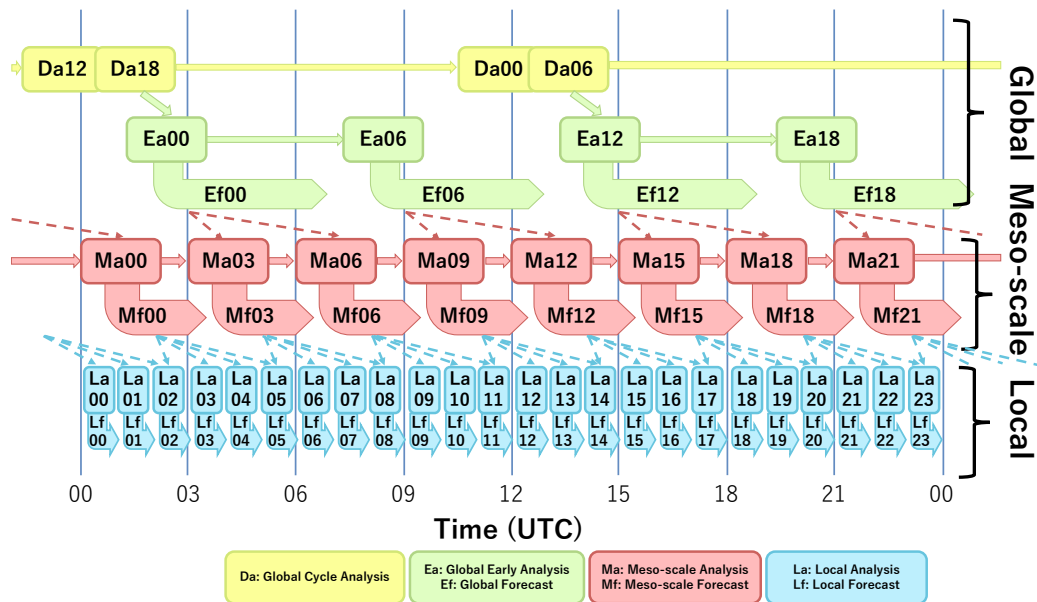 Da12 Da18 Da00 Da06
Ea00 Ea06 Ea12 Ea18
Ef00 Ef06 Ef12 Ef18
Global
Ma00 Ma03 Ma06 Ma09 Ma12 Ma15 Ma18 Ma21
Mf00 Mf03 Mf06 Mf09 Mf12 Mf15 Mf18 Mf21
Meso-scale
La La La La La La La La La La La La La La La La La La La La La La La La
00 01 02 03 04 05 06 07 08 09 10 11 12 13 14 15 16 17 18 19 20 21 22 23
Lf Lf Lf Lf Lf Lf Lf Lf Lf Lf Lf Lf Lf Lf Lf Lf Lf Lf Lf Lf Lf Lf Lf Lf
00 01 02 03 04 05 06 07 08 09 10 11 12 13 14 15 16 17 18 19 20 21 22 23
Local
00 03 06 09 12 15 18 21 00
Time (UTC)
Da: Global Cycle Analysis
Ea: Global Early Analysis
Ef: Global Forecast
Ma: Meso-scale Analysis
Mf: Meso-scale Forecast
La: Local Analysis
Lf: Local Forecast